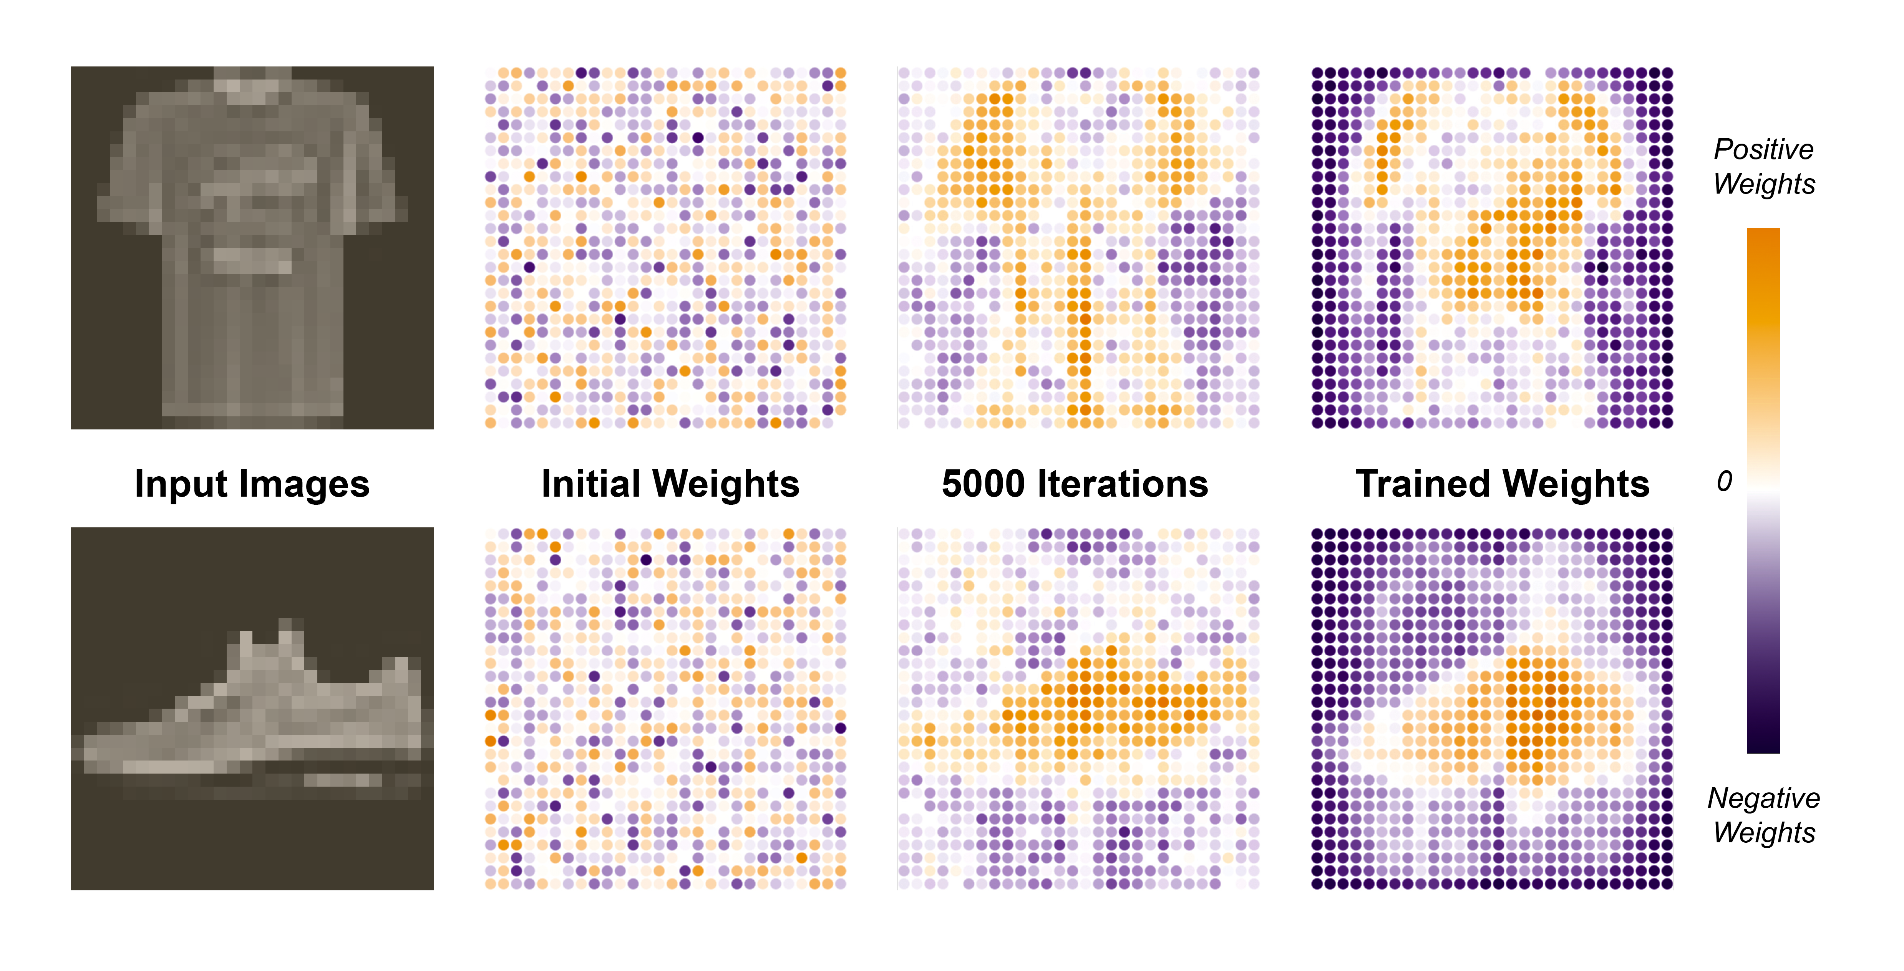 Positive
Weights
Input Images
Initial Weights
5000 Iterations
Trained Weights
0
Negative
Weights